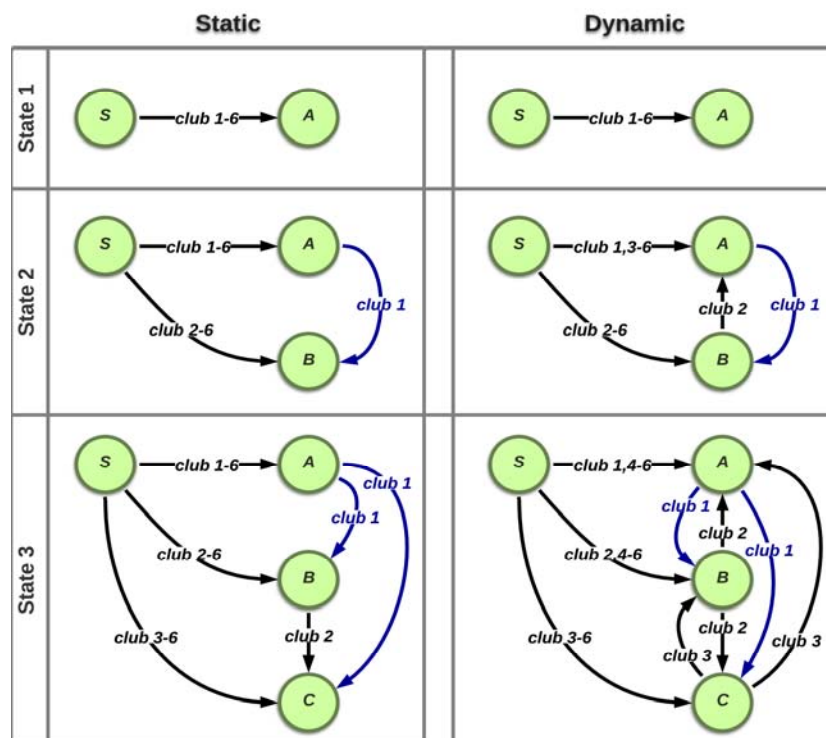 Static
Dynamic
State 1
S
club 1-6
A
S
club 1-6
A
State 2
S
club 1-6
A
club 1
club 2-6
B
S
club 1,3-6
A
club 1
club 2
club 2-6
B
State 3
S
club 1-6
A
club 1
club 1
club 2-6
B
club 2
club 3-6
C
S
club 1,4-6
A
club 1
club 2
club 1
club 2,4-6
B
club 2
club 3-6
club 3
club 3
C